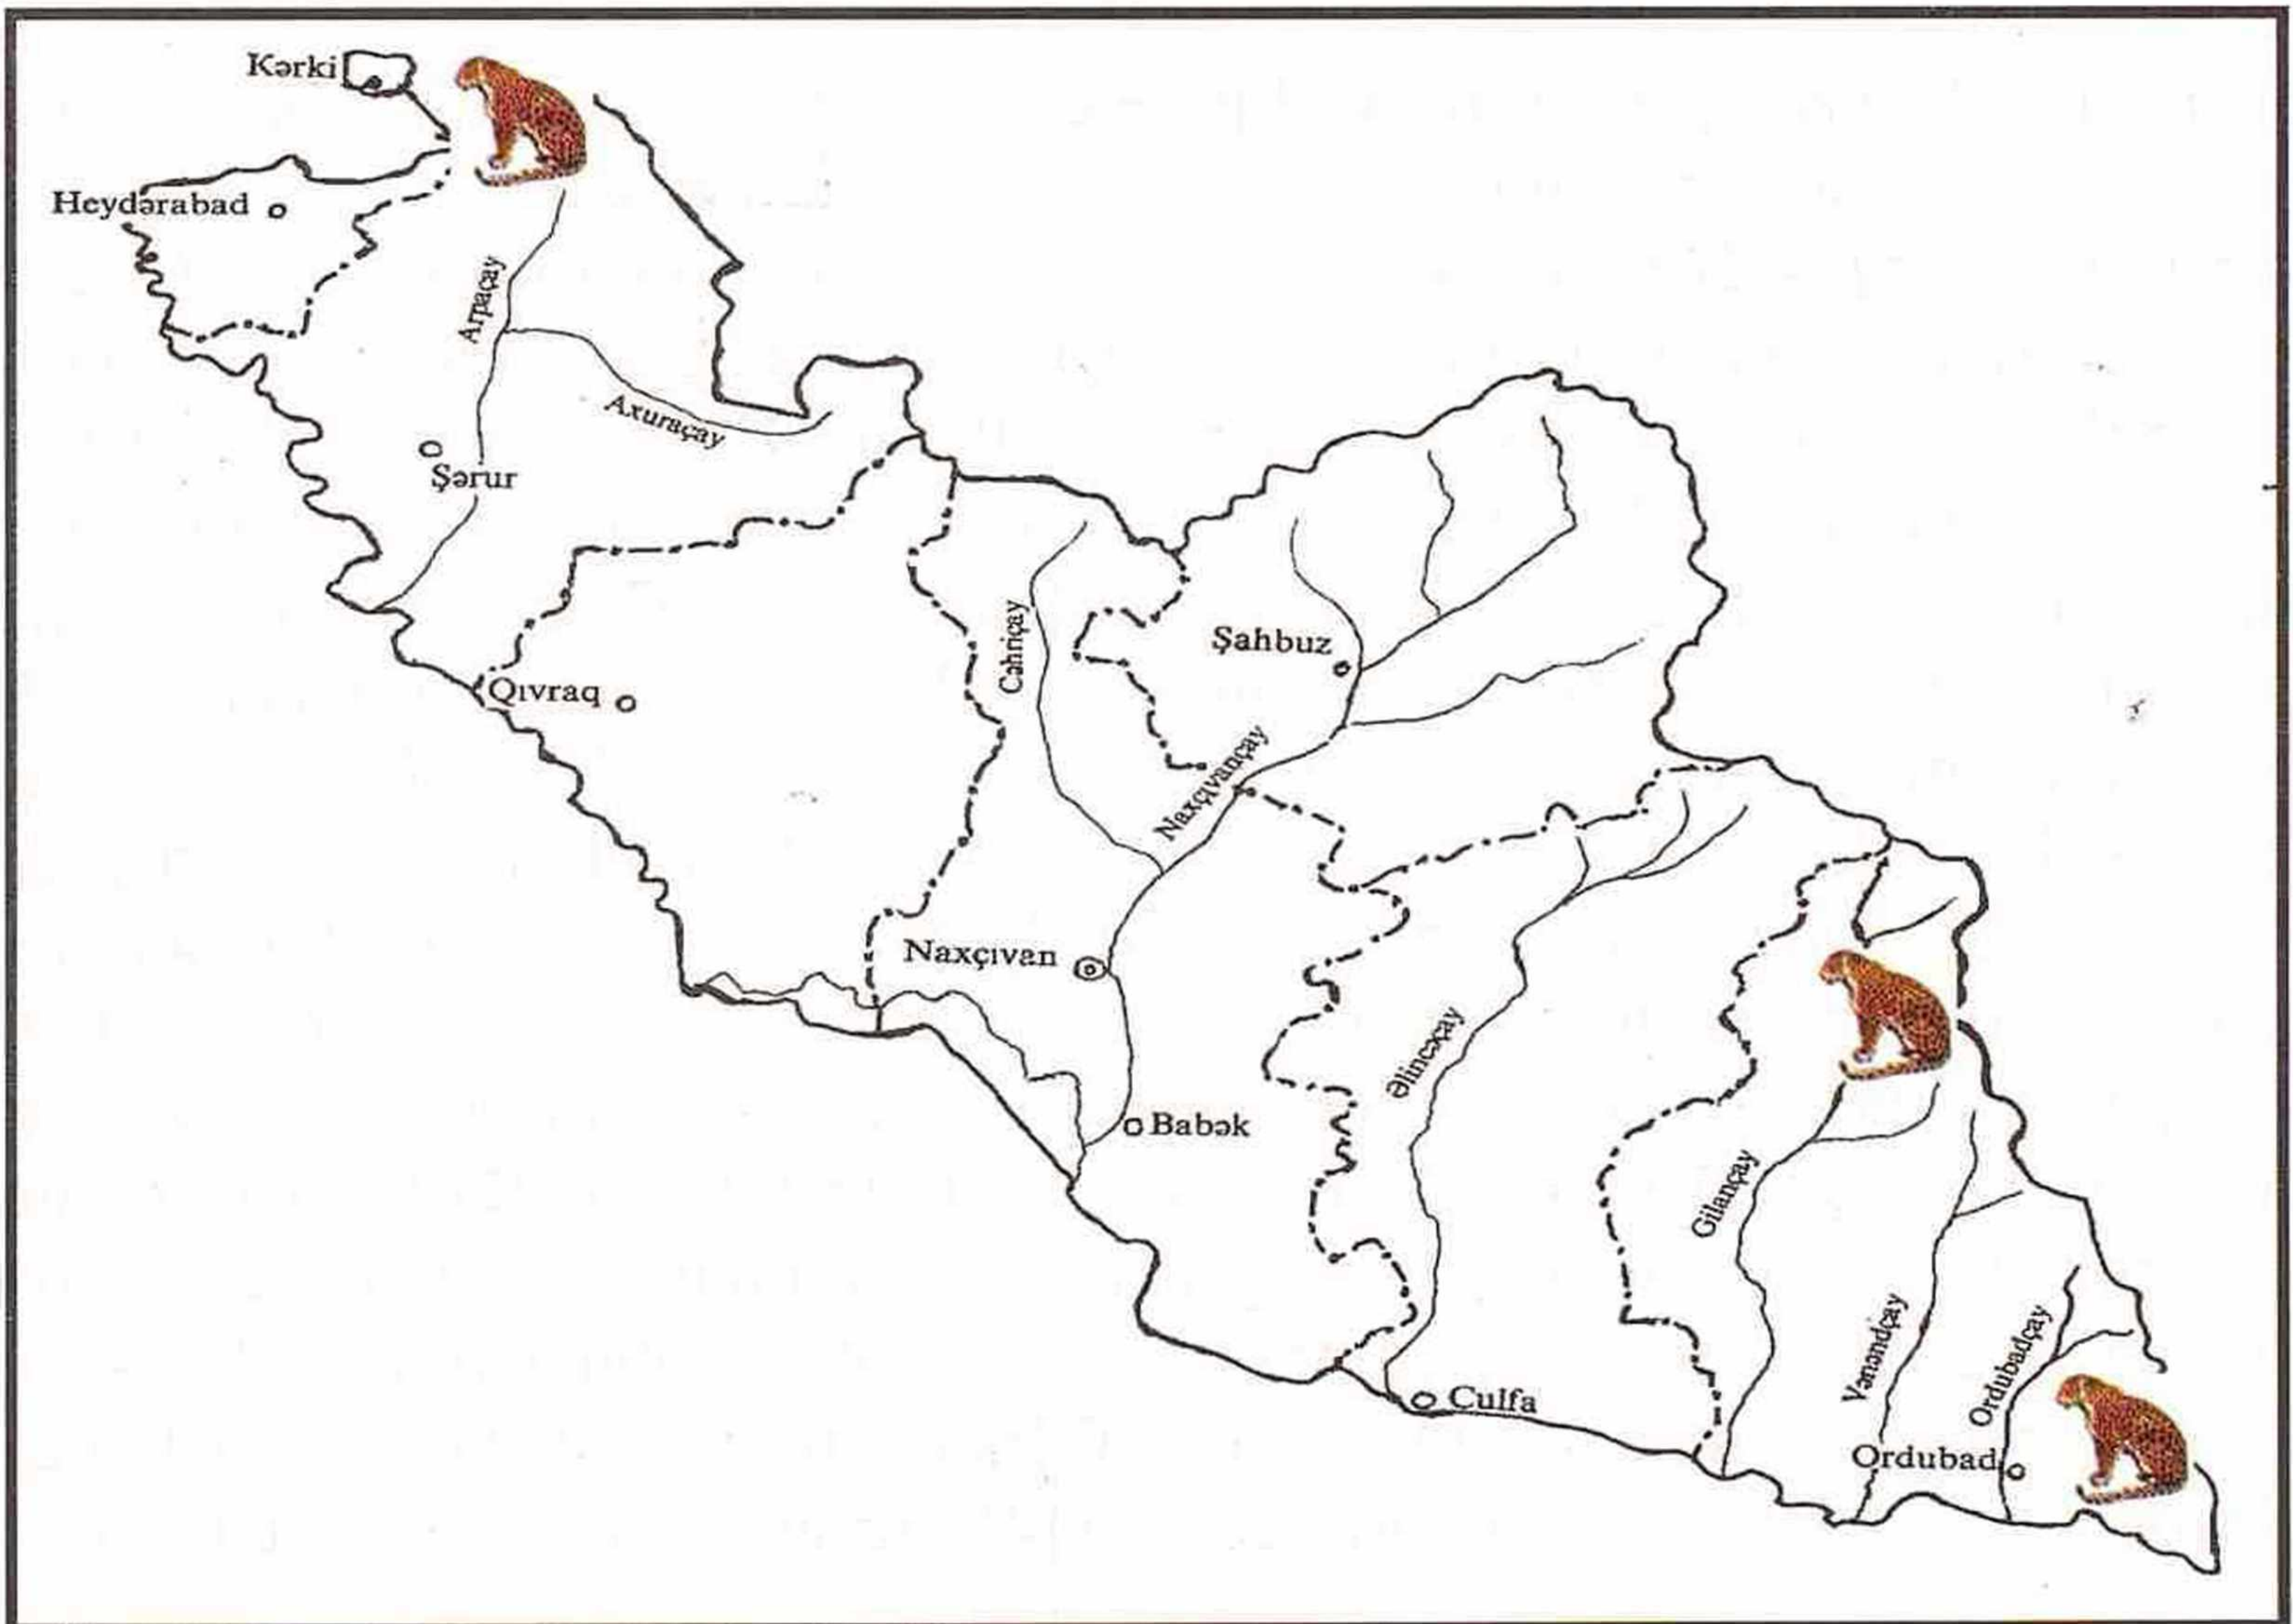 Kərki
Heydərabad
Arpaçay
Axuraçay
Şərur
Şahbuz
Cəhriçay
Qıvraq
Naxçıvançay
Naxçıvan
Əlincəçay
Babək
Gilançay
Vənəndçay
Ordubadçay
Culfa
Ordubad